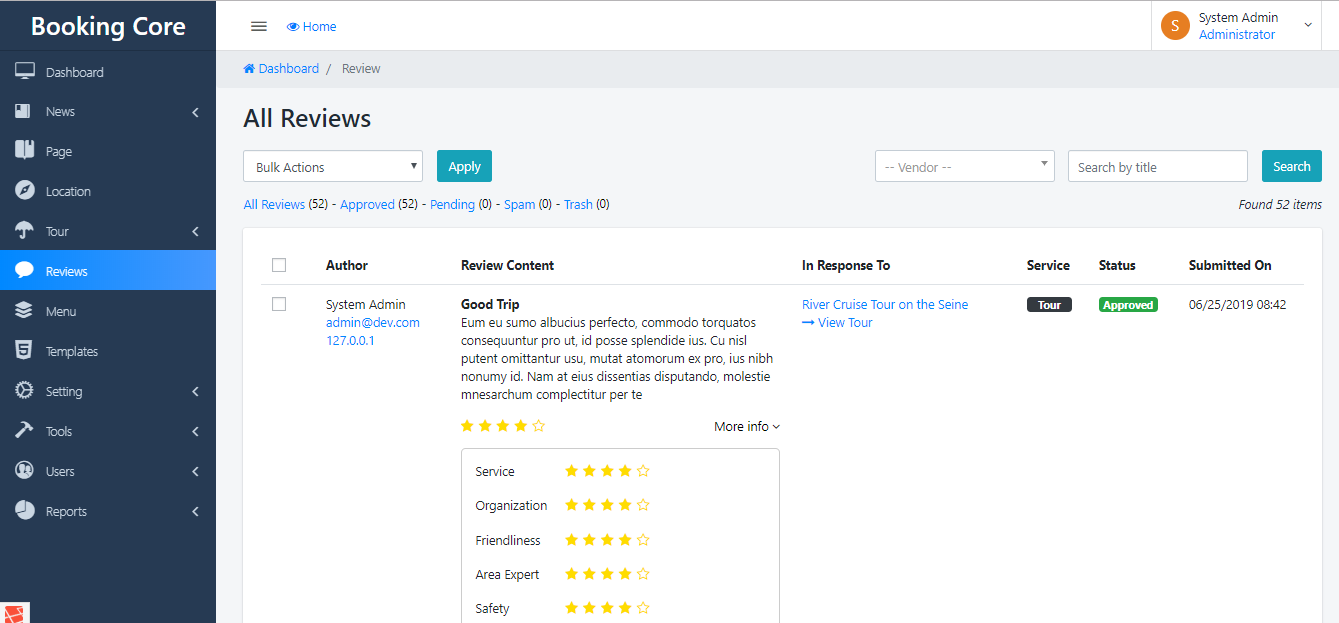 Booking Core
Home
S
System Admin
Administrator
Dashboard
News
Page
Location
Tour
Reviews
Menu
Templates
Setting
Tools
Users
Reports
Dashboard / Review
All Reviews
Bulk Actions
Apply
-- Vendor --
Search by title
Search
All Reviews (52) - Approved (52) - Pending (0) - Spam (0) - Trash (0)
Found 52 items
Author Review Content In Response To Service Status Submitted On
System Admin
admin@dev.com
127.0.0.1
Good Trip
Eum eu sumo albucius perfecto, commodo torquatos
consequuntur pro ut, id posse splendide ius. Cu nisl
putent omittantur usu, mutat atomorum ex pro, ius nibh
nonumy id. Nam at eius dissentias disputando, molestie
mnesarchum complectitur per te
More info
Service
Organization
Friendliness
Area Expert
Safety
River Cruise Tour on the Seine
View Tour
Tour
Approved
06/25/2019 08:42